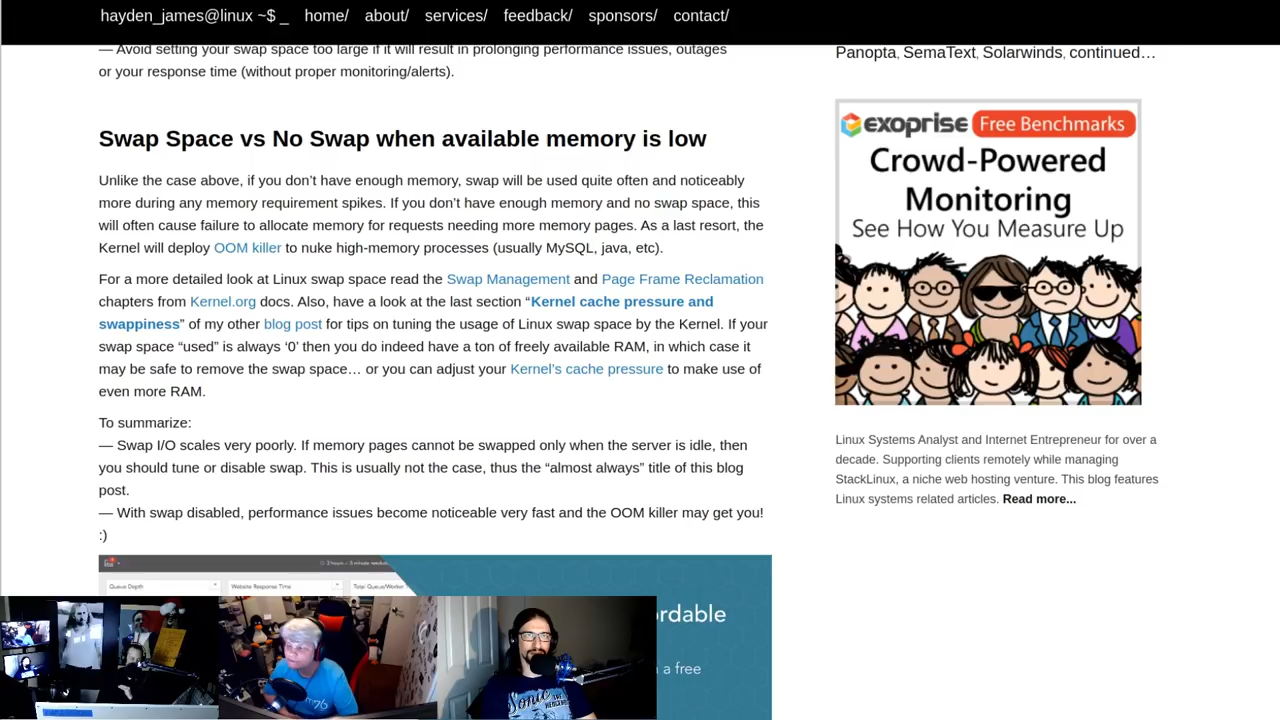 hayden_james@linux ~$ _ home/ about/ services/ feedback/ sponsors/ contact/
— Avoid setting your swap space too large if it will result in prolonging performance issues, outages
or your response time (without proper monitoring/alerts).
Swap Space vs No Swap when available memory is low
Unlike the case above, if you don’t have enough memory, swap will be used quite often and noticeably
more during any memory requirement spikes. If you don’t have enough memory and no swap space, this
will often cause failure to allocate memory for requests needing more memory pages. As a last resort, the
Kernel will deploy OOM killer to nuke high-memory processes (usually MySQL, java, etc).
For a more detailed look at Linux swap space read the Swap Management and Page Frame Reclamation
chapters from Kernel.org docs. Also, have a look at the last section “Kernel cache pressure and
swappiness” of my other blog post for tips on tuning the usage of Linux swap space by the Kernel. If your
swap space “used” is always ‘0’ then you do indeed have a ton of freely available RAM, in which case it
may be safe to remove the swap space… or you can adjust your Kernel’s cache pressure to make use of
even more RAM.
To summarize:
— Swap I/O scales very poorly. If memory pages cannot be swapped only when the server is idle, then
you should tune or disable swap. This is usually not the case, thus the “almost always” title of this blog
post.
— With swap disabled, performance issues become noticeable very fast and the OOM killer may get you!
:)
Queue Depth
Website Response Time
Total Queue/Worker
rdable
a free
Panopta, SemaText, Solarwinds, continued…
exoprise Free Benchmarks
Crowd-Powered
Monitoring
See How You Measure Up
Linux Systems Analyst and Internet Entrepreneur for over a
decade. Supporting clients remotely while managing
StackLinux, a niche web hosting venture. This blog features
Linux systems related articles. Read more...
Sonic